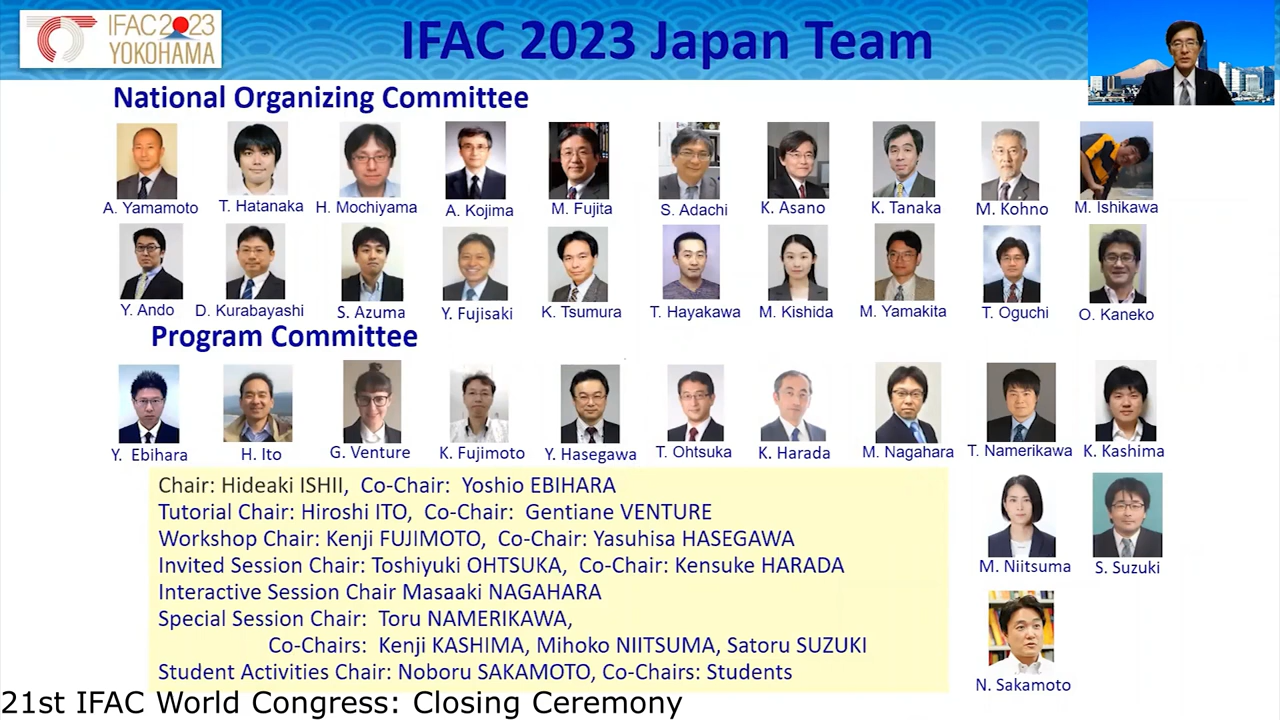 IFAC 2023
YOKOHAMA
IFAC 2023 Japan Team
National Organizing Committee
A. Yamamoto T. Hatanaka H. Mochiyama A. Kojima M. Fujita S. Adachi K. Asano K. Tanaka M. Kohno M. Ishikawa
Y. Ando D. Kurabayashi S. Azuma Y. Fujisaki K. Tsumura T. Hayakawa M. Kishida M. Yamakita T. Oguchi O. Kaneko
Program Committee
Y. Ebihara H. Ito G. Venture K. Fujimoto Y. Hasegawa T. Ohtsuka K. Harada M. Nagahara T. Namerikawa K. Kashima
Chair: Hideaki ISHII, Co-Chair: Yoshio EBIHARA
Tutorial Chair: Hiroshi ITO, Co-Chair: Gentiane VENTURE
Workshop Chair: Kenji FUJIMOTO, Co-Chair: Yasuhisa HASEGAWA
Invited Session Chair: Toshiyuki OHTSUKA, Co-Chair: Kensuke HARADA
Interactive Session Chair Masaaki NAGAHARA
Special Session Chair: Toru NAMERIKAWA,
Co-Chairs: Kenji KASHIMA, Mihoko NIITSUMA, Satoru SUZUKI
Student Activities Chair: Noboru SAKAMOTO, Co-Chairs: Students
M. Niitsuma S. Suzuki
N. Sakamoto
21st IFAC World Congress: Closing Ceremony